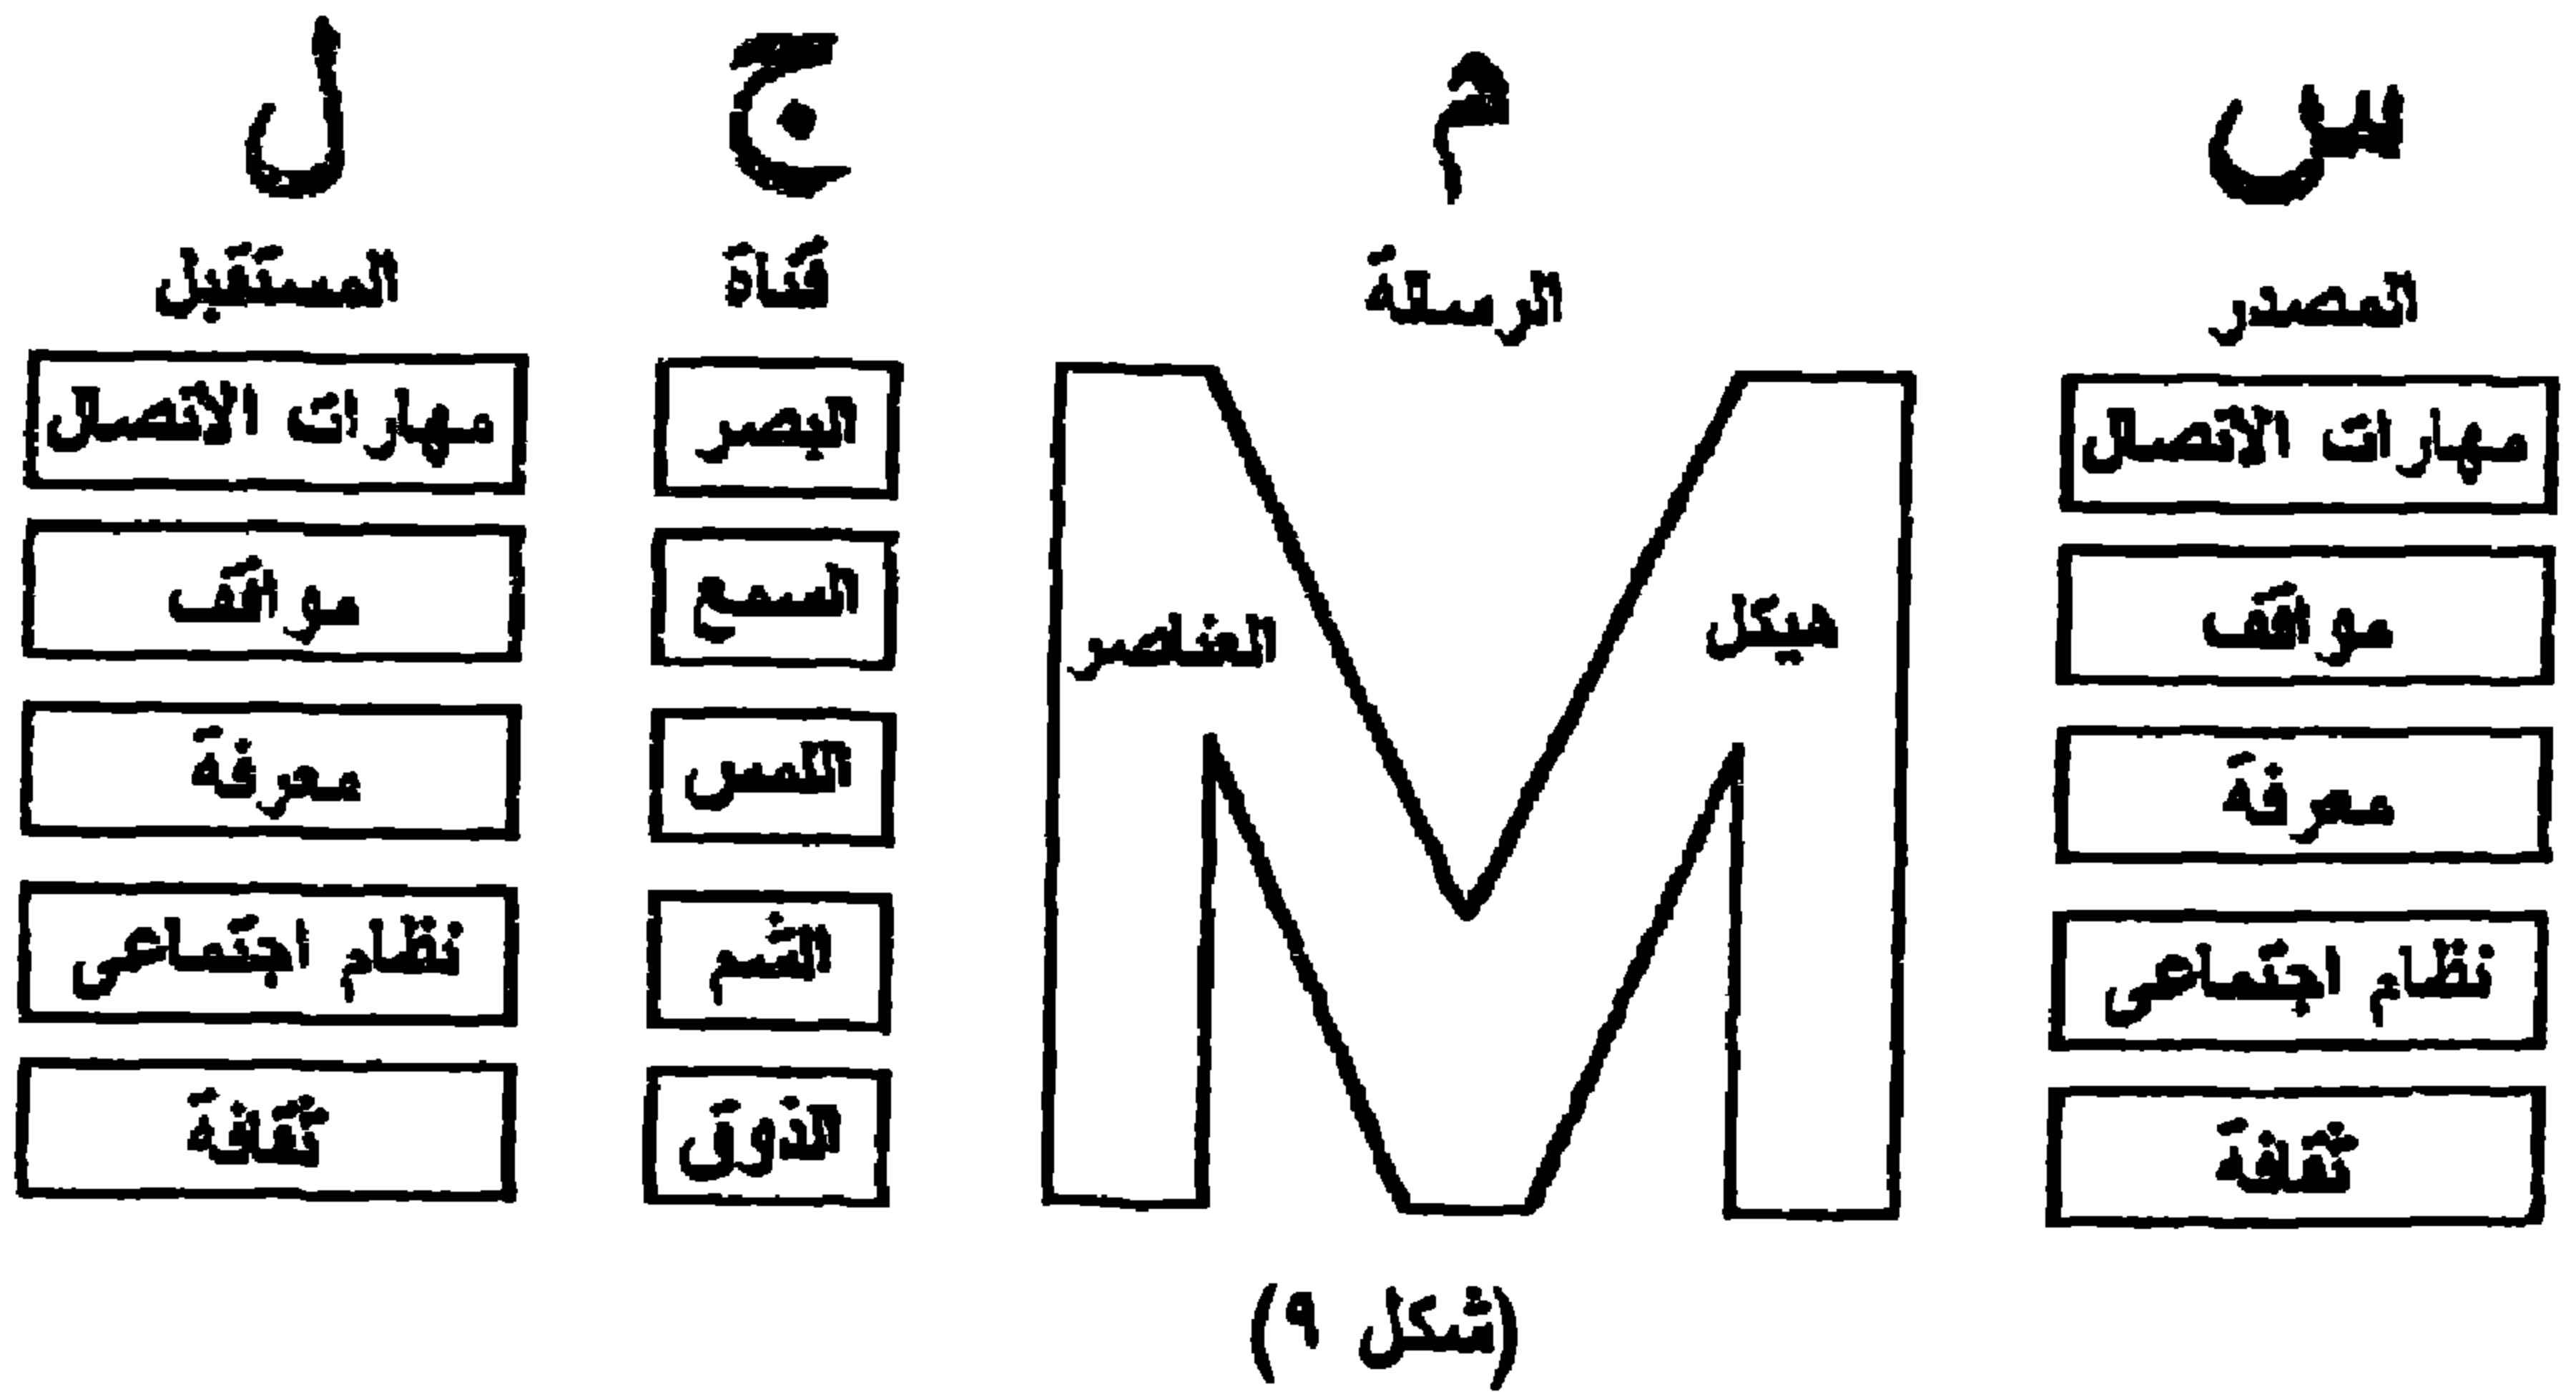 س م ج ل
المصدر الرسالة قناة المستقبل
مهارات الاتصال البصر مهارات الاتصال
مواقف السمع مواقف
هيكل العناصر
معرفة اللمس معرفة
نظام اجتماعى الشم نظام اجتماعى
ثقافة الذوق ثقافة
(شكل ٩)